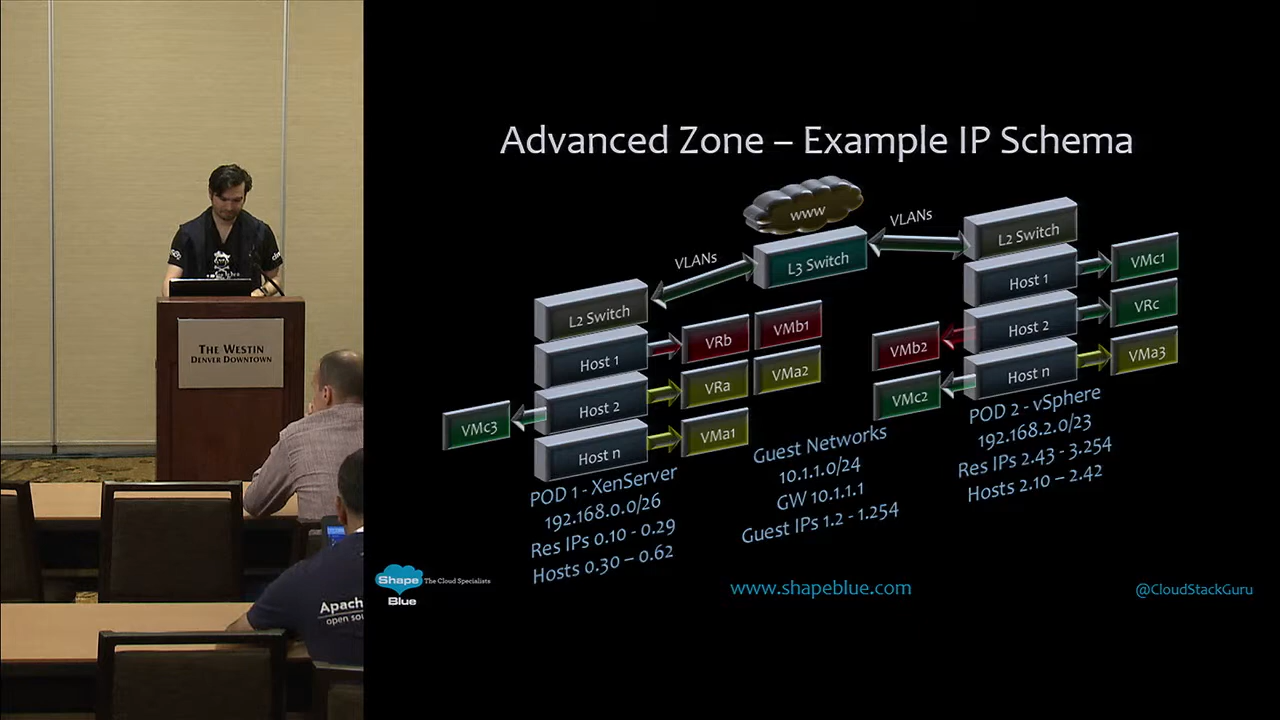 Advanced Zone – Example IP Schema
www
VLANs
VLANs
L3 Switch
L2 Switch
Host 1
Host 2
Host n
VRb
VMb1
VRa
VMa2
VMa1
VMc3
POD 1 - XenServer
192.168.0.0/26
Res IPs 0.10 - 0.29
Hosts 0.30 – 0.62
Guest Networks
10.1.1.0/24
GW 10.1.1.1
Guest IPs 1.2 - 1.254
L2 Switch
Host 1
Host 2
Host n
VMc1
VRc
VMa3
VMb2
VMc2
POD 2 - vSphere
192.168.2.0/23
Res IPs 2.43 - 3.254
Hosts 2.10 – 2.42
Shape
Blue
The Cloud Specialists
www.shapeblue.com
@CloudStackGuru
THE WESTIN
DENVER DOWNTOWN
Apach
open sou